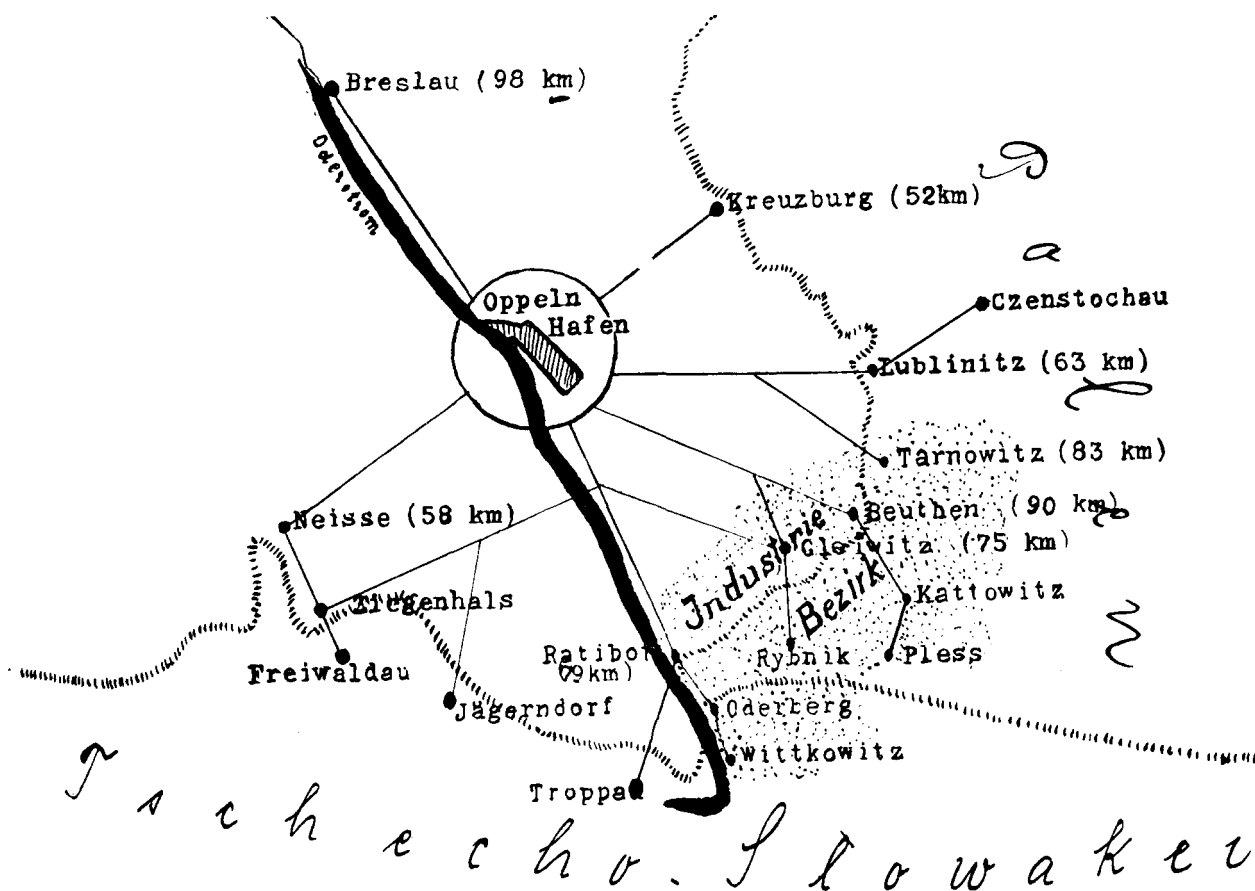 Breslau (98 km)
Oderstrom
Kreuzburg (52km)
Oppeln
Hafen
Czenstochau
Lublinitz (63 km)
Tarnowitz (83 km)
Neisse (58 km)
Beuthen (90 km)
Gleiwitz (75 km)
Industrie
Bezirk
Kattowitz
Ziegenhals
Ratibor
(79km)
Rybnik
Pless
Freiwaldau
Jägerndorf
Oderberg
Wittkowitz
Troppau
Tschecho-Slowakei